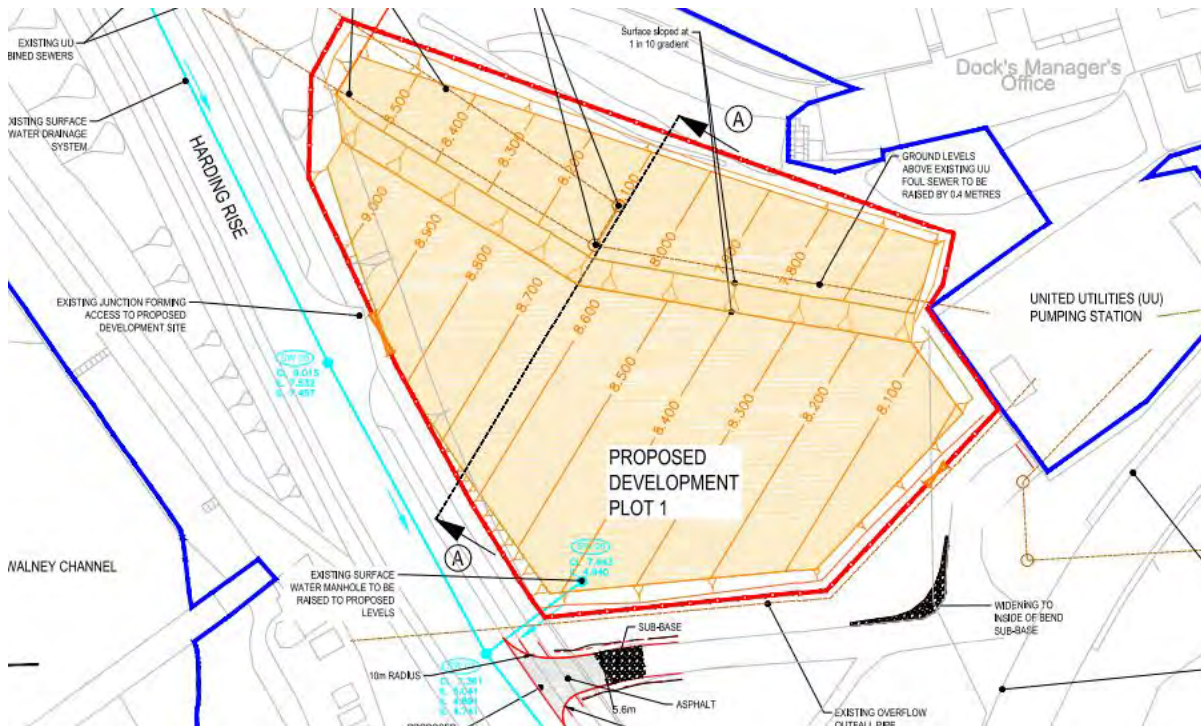 EXISTING UU
BINED SEWERS
EXISTING SURFACE
WATER DRAINAGE
SYSTEM
HARDING RISE
Surface sloped at
1 in 10 gradient
Dock's Manager's
Office
A
GROUND LEVELS
ABOVE EXISTING UU
FOUL SEWER TO BE
RAISED BY 0.4 METRES
UNITED UTILITIES (UU)
PUMPING STATION
8.500
8.400
8.300
8.000
7.800
9.000
8.900
8.800
8.700
8.600
8.500
8.400
8.300
8.200
8.100
EXISTING JUNCTION FORMING
ACCESS TO PROPOSED
DEVELOPMENT SITE
CL 9.015
PROPOSED
DEVELOPMENT
PLOT 1
A
WALNEY CHANNEL
EXISTING SURFACE
WATER MANHOLE TO BE
RAISED TO PROPOSED
LEVELS
WIDENING TO
INSIDE OF BEND
SUB-BASE
SUB-BASE
10m RADIUS
ASPHALT
5.6m
EXISTING OVERFLOW
OUTFALL PIPE